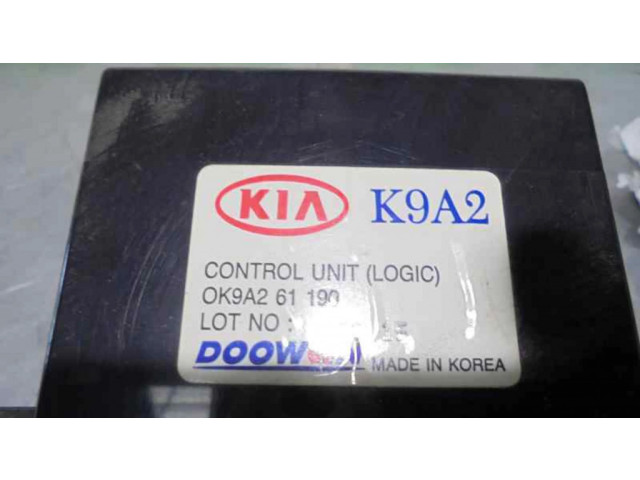 KIA K9A2
CONTROL UNIT (LOGIC)
OK9A2 61 190
LOT NO :
MADE IN KOREA